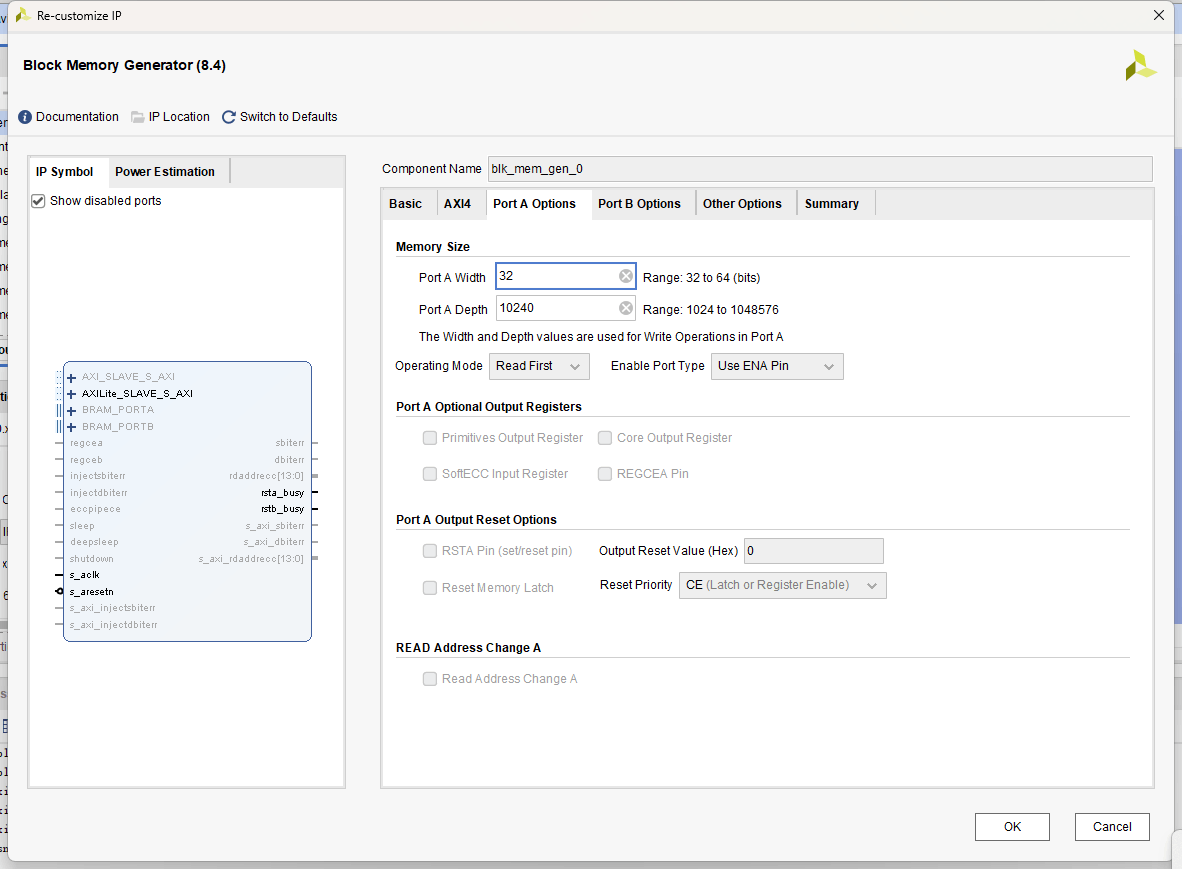 Re-customize IP
Block Memory Generator (8.4)
Documentation IP Location Switch to Defaults
IP Symbol Power Estimation
Show disabled ports
AXI_SLAVE_S_AXI
AXILite_SLAVE_S_AXI
BRAM_PORTA
BRAM_PORTB
regcea sbiterr
regceb dbiterr
injectsbiterr rdaddrecc[13:0]
injectdbiterr rsta_busy
eccpipece rstb_busy
sleep s_axi_sbiterr
deepsleep s_axi_dbiterr
shutdown s_axi_rdaddrecc[13:0]
s_aclk
s_aresetn
s_axi_injectsbiterr
s_axi_injectdbiterr
Component Name blk_mem_gen_0
Basic AXI4 Port A Options Port B Options Other Options Summary
Memory Size
Port A Width 32 Range: 32 to 64 (bits)
Port A Depth 10240 Range: 1024 to 1048576
The Width and Depth values are used for Write Operations in Port A
Operating Mode Read First Enable Port Type Use ENA Pin
Port A Optional Output Registers
Primitives Output Register Core Output Register
SoftECC Input Register REGCEA Pin
Port A Output Reset Options
RSTA Pin (set/reset pin) Output Reset Value (Hex) 0
Reset Memory Latch Reset Priority CE (Latch or Register Enable)
READ Address Change A
Read Address Change A
OK Cancel